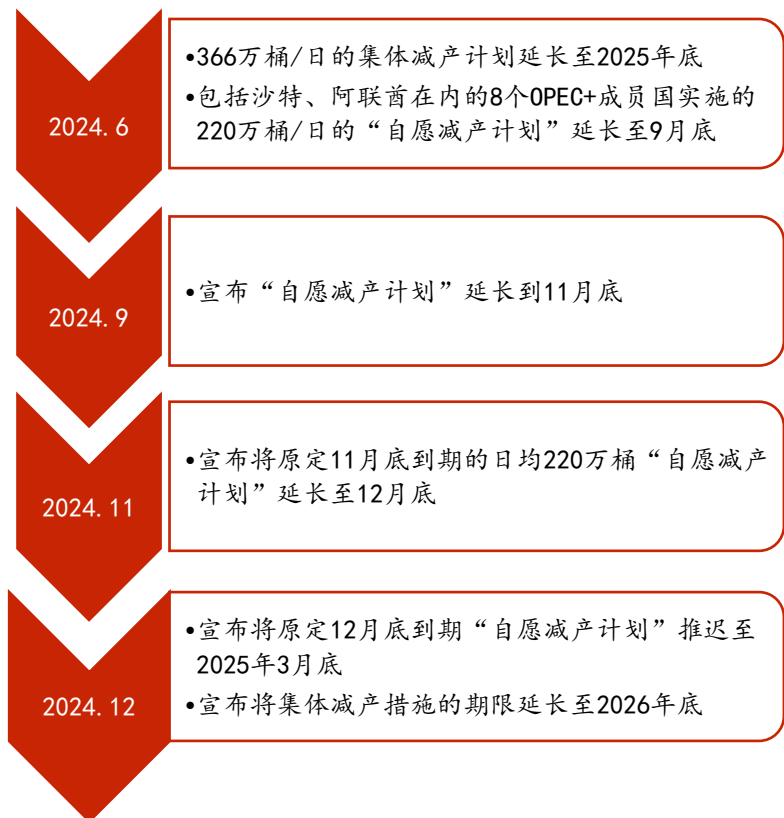 2024.6
•366万桶/日的集体减产计划延长至2025年底
•包括沙特、阿联酋在内的8个OPEC+成员国实施的
220万桶/日的“自愿减产计划”延长至9月底
2024.9
•宣布“自愿减产计划”延长到11月底
2024.11
•宣布将原定11月底到期的日均220万桶“自愿减产
计划”延长至12月底
2024.12
•宣布将原定12月底到期“自愿减产计划”推迟至
2025年3月底
•宣布将集体减产措施的期限延长至2026年底